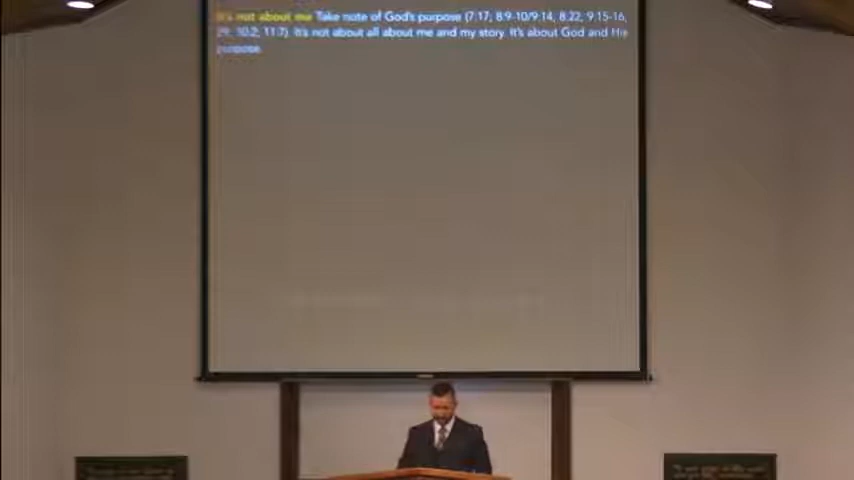 It's not about me Take note of God's purpose (7:17, 8:9-10/9:14, 8:22, 9:15-16,
29, 10:2, 11:7). It's not about all about me and my story. It's about God and His
purpose.